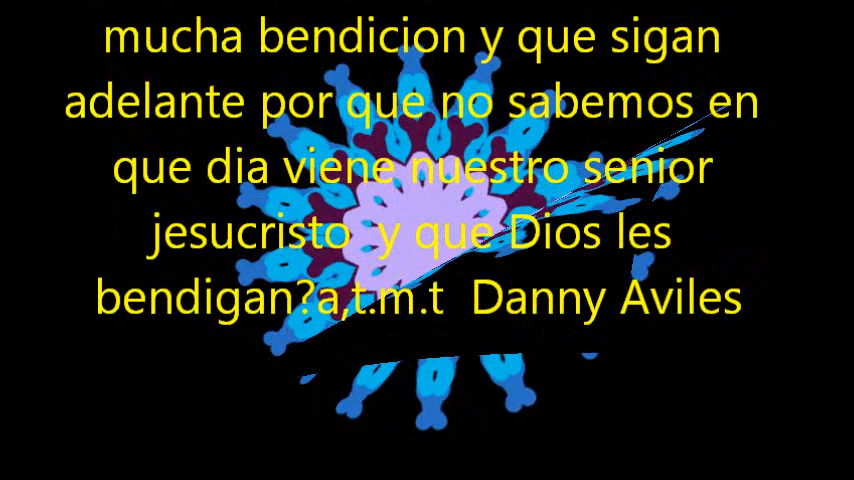 mucha bendicion y que sigan
adelante por que no sabemos en
que dia viene nuestro senior
jesucristo  y que Dios les
bendigan?a,t.m.t  Danny Aviles